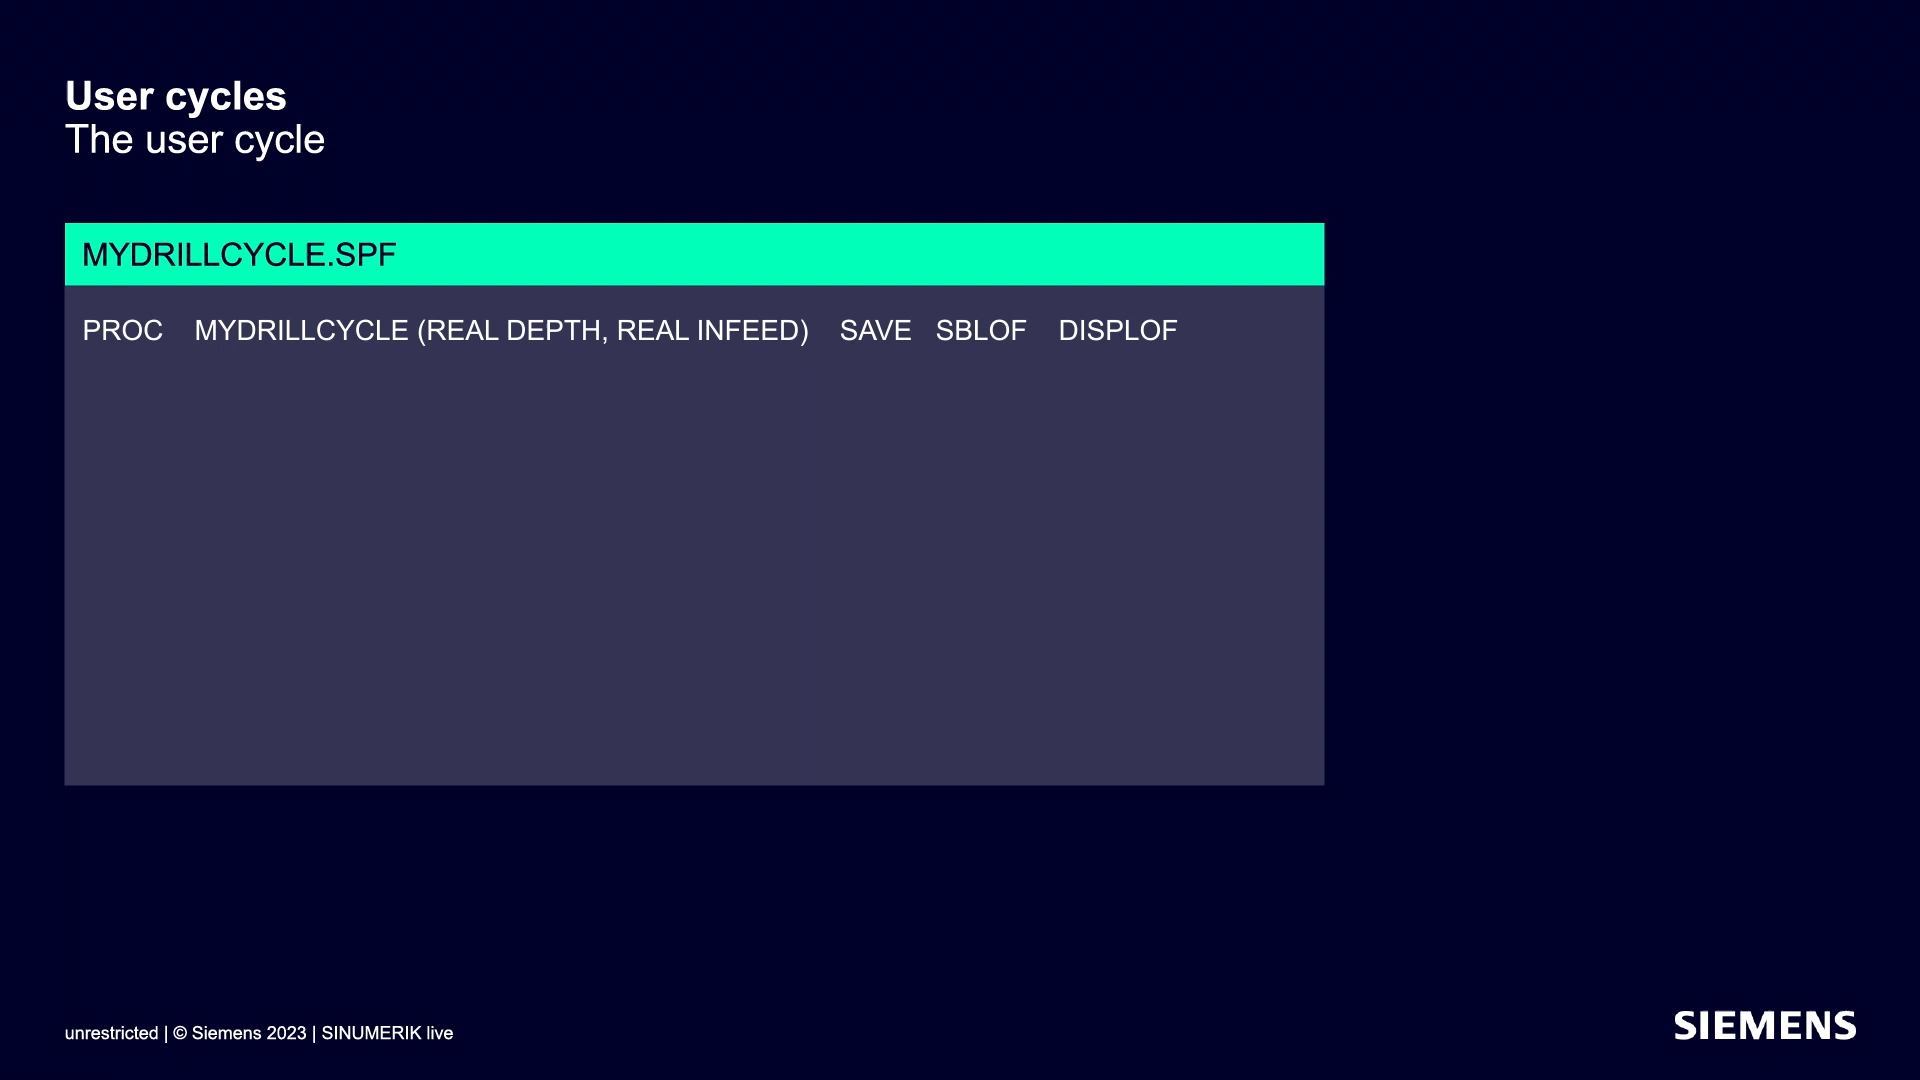 User cycles
The user cycle
MYDRILLCYCLE.SPF
PROC MYDRILLCYCLE (REAL DEPTH, REAL INFEED) SAVE SBLOF DISPLOF
unrestricted | © Siemens 2023 | SINUMERIK live
SIEMENS